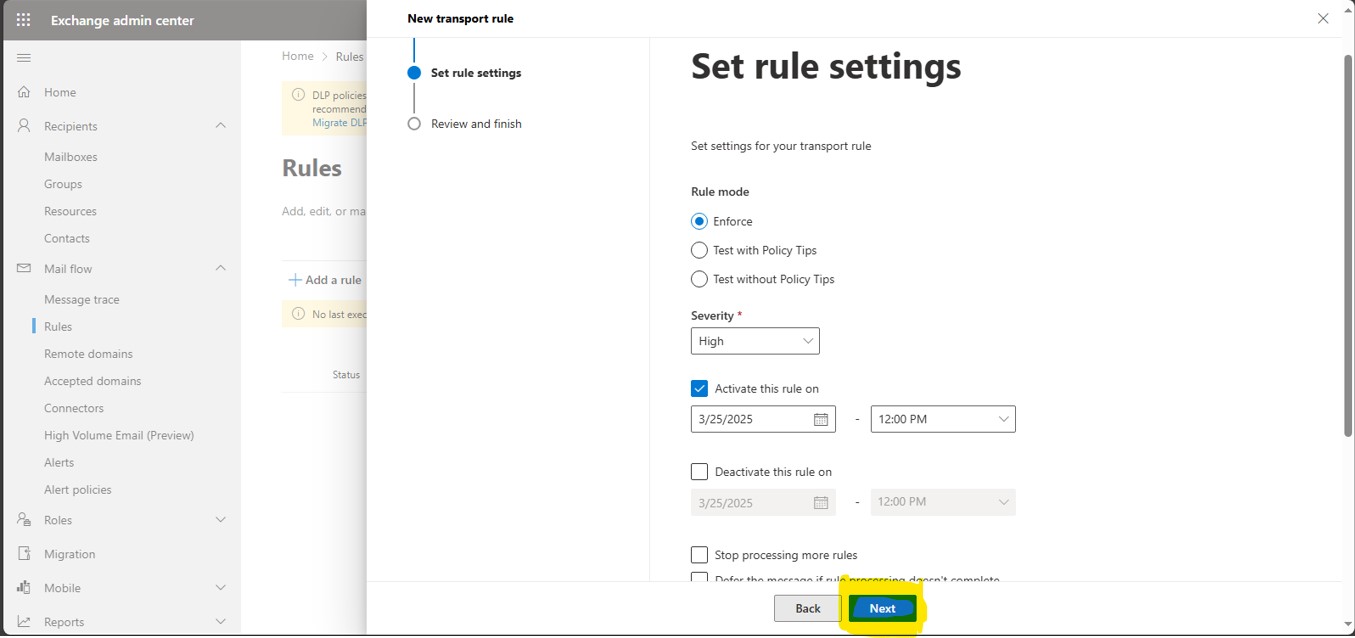 Exchange admin center
Home
Recipients
Mailboxes
Groups
Resources
Contacts
Mail flow
Message trace
Rules
Remote domains
Accepted domains
Connectors
High Volume Email (Preview)
Alerts
Alert policies
Roles
Migration
Mobile
Reports
Home > Rules
DLP policies
recommend
Migrate DLP
Rules
Add, edit, or ma
+ Add a rule
No last exec
Status
New transport rule
Set rule settings
Review and finish
Set rule settings
Set settings for your transport rule
Rule mode
Enforce
Test with Policy Tips
Test without Policy Tips
Severity *
High
Activate this rule on
3/25/2025 - 12:00 PM
Deactivate this rule on
3/25/2025 - 12:00 PM
Stop processing more rules
Defer the message if rule processing doesn't complete
Back Next